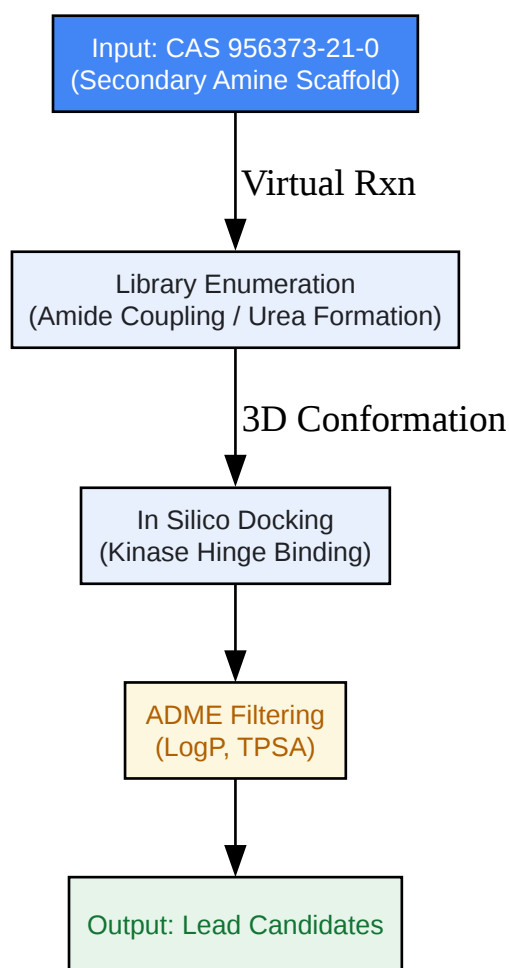 Input: CAS 956373-21-0
(Secondary Amine Scaffold)
Virtual Rxn
Library Enumeration
(Amide Coupling / Urea Formation)
3D Conformation
In Silico Docking
(Kinase Hinge Binding)
ADME Filtering
(LogP, TPSA)
Output: Lead Candidates